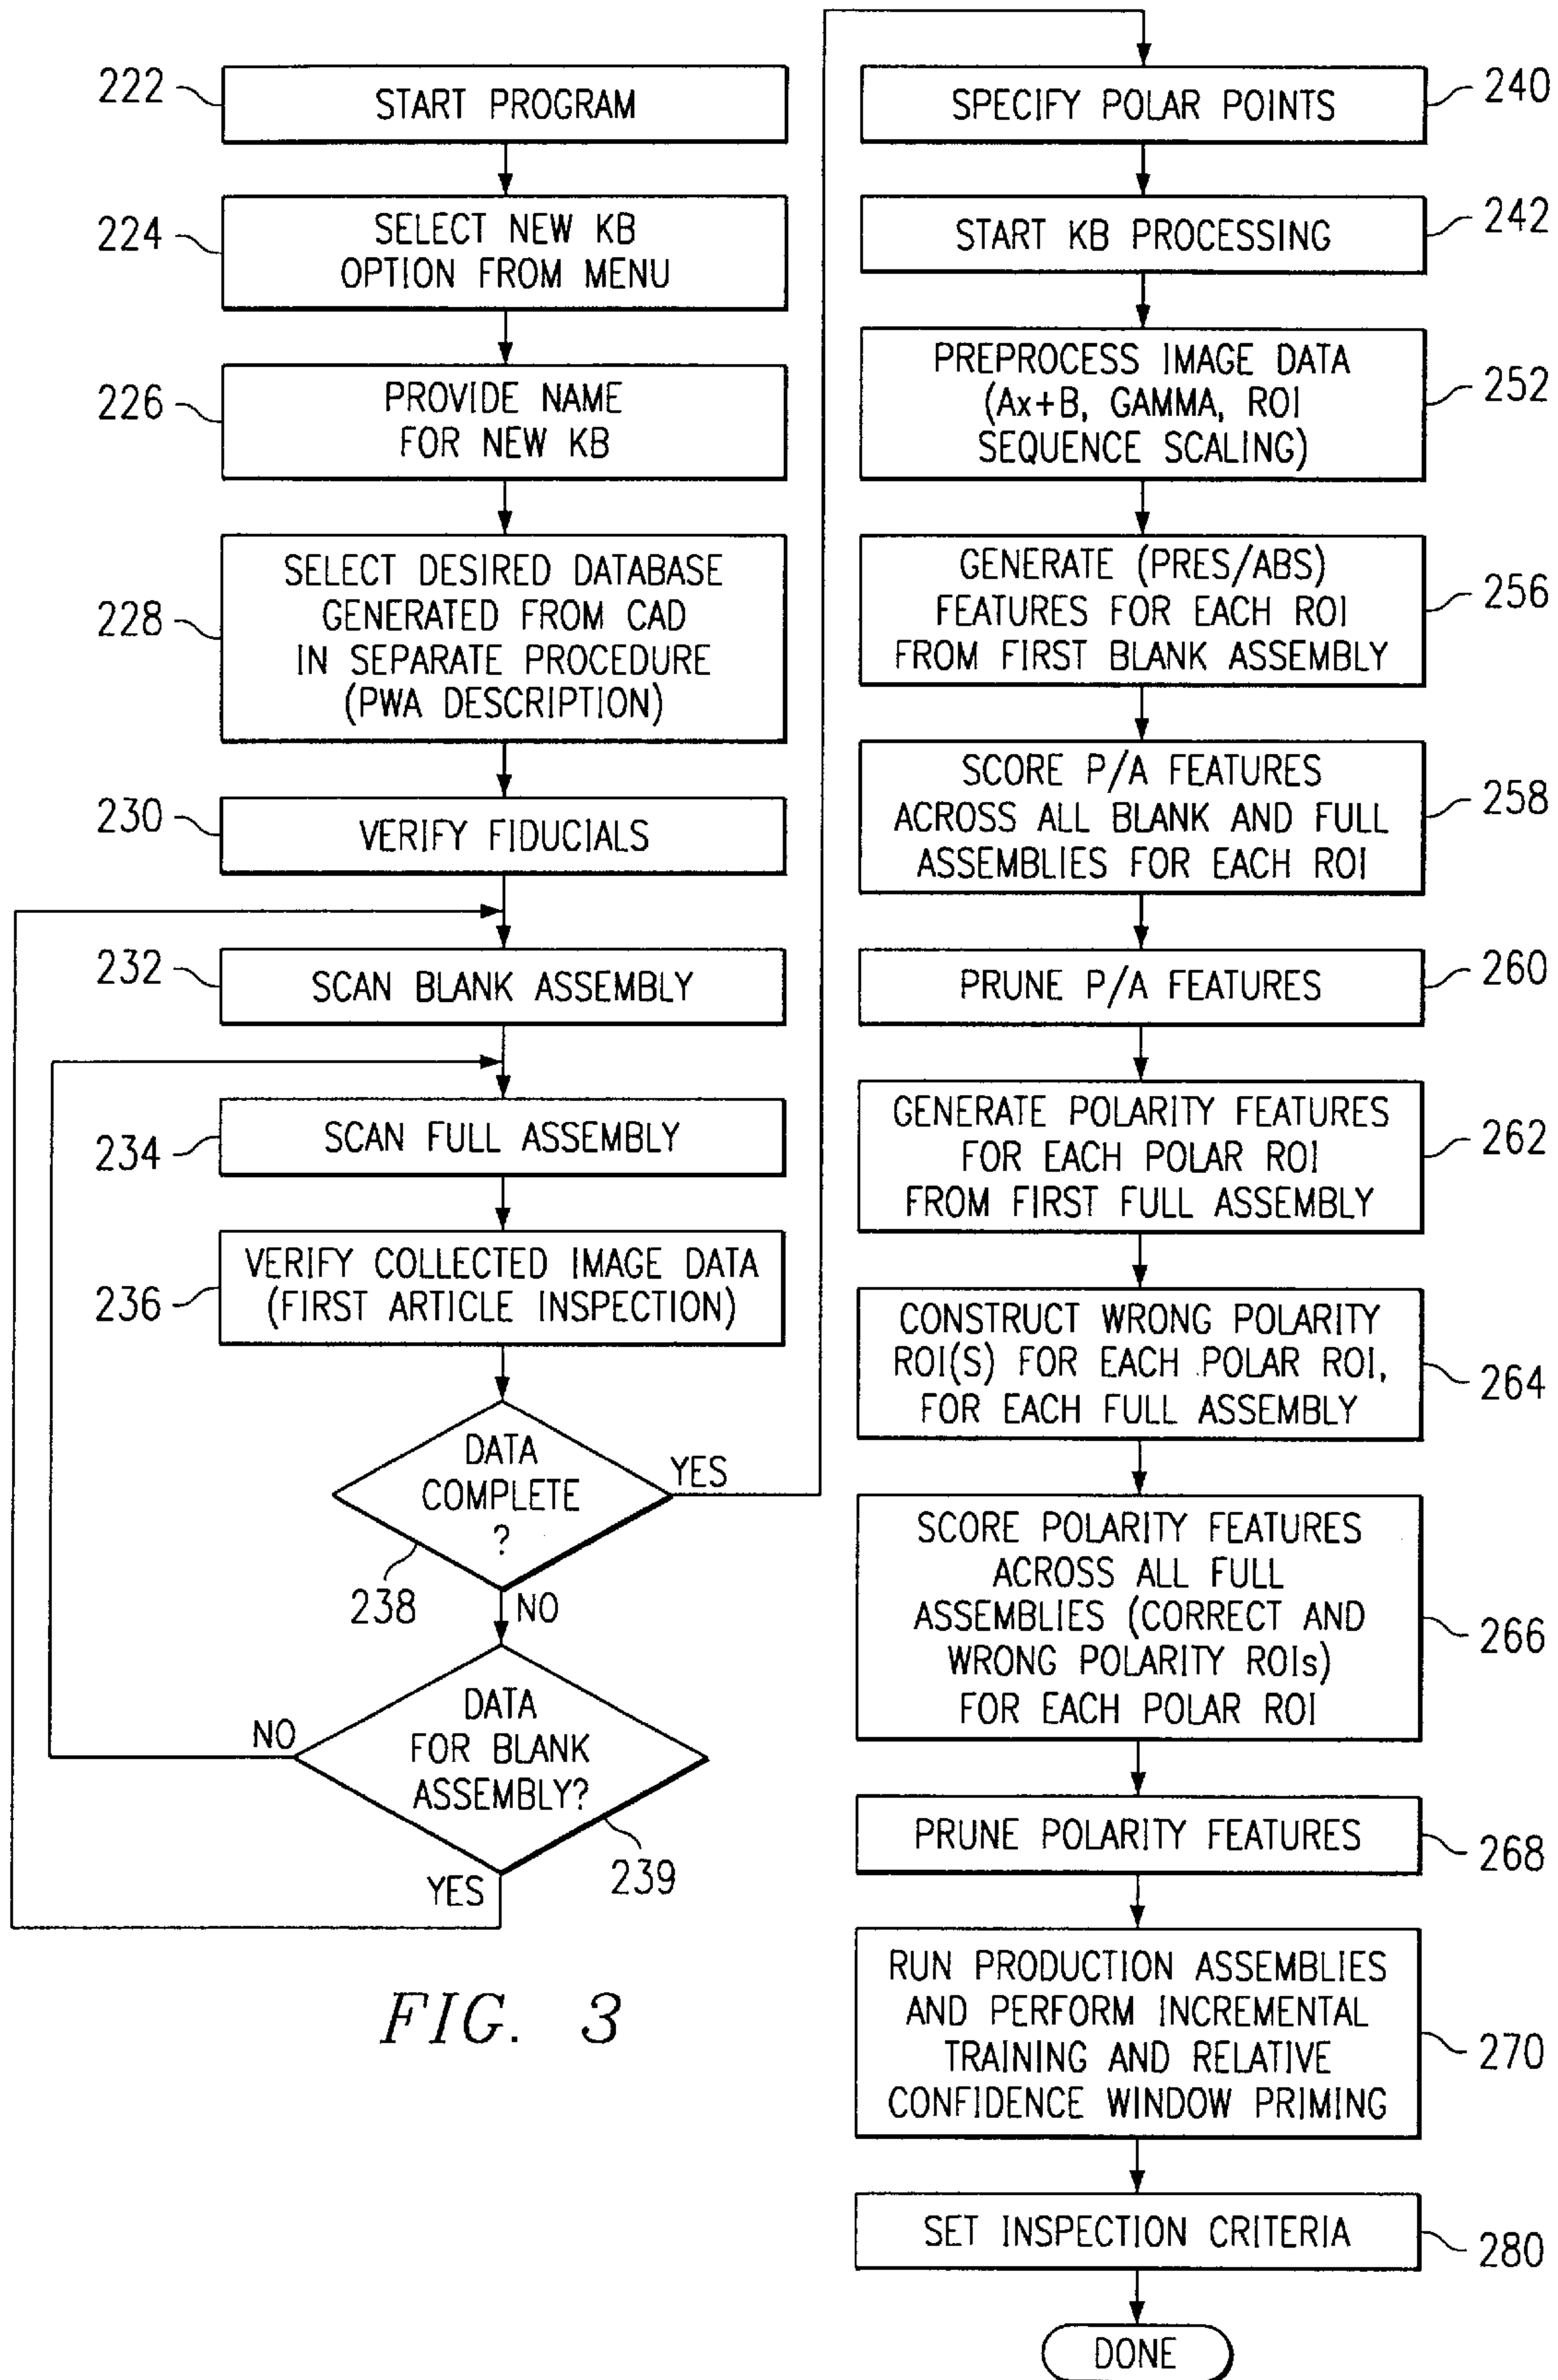 222
START PROGRAM
224
SELECT NEW KB
OPTION FROM MENU
226
PROVIDE NAME
FOR NEW KB
228
SELECT DESIRED DATABASE
GENERATED FROM CAD
IN SEPARATE PROCEDURE
(PWA DESCRIPTION)
230
VERIFY FIDUCIALS
232
SCAN BLANK ASSEMBLY
234
SCAN FULL ASSEMBLY
236
VERIFY COLLECTED IMAGE DATA
(FIRST ARTICLE INSPECTION)
DATA
COMPLETE
?
YES
238
NO
DATA
FOR BLANK
ASSEMBLY?
NO
239
YES
FIG. 3
SPECIFY POLAR POINTS
240
START KB PROCESSING
242
PREPROCESS IMAGE DATA
(Ax+B, GAMMA, ROI
SEQUENCE SCALING)
252
GENERATE (PRES/ABS)
FEATURES FOR EACH ROI
FROM FIRST BLANK ASSEMBLY
256
SCORE P/A FEATURES
ACROSS ALL BLANK AND FULL
ASSEMBLIES FOR EACH ROI
258
PRUNE P/A FEATURES
260
GENERATE POLARITY FEATURES
FOR EACH POLAR ROI
FROM FIRST FULL ASSEMBLY
262
CONSTRUCT WRONG POLARITY
ROI(S) FOR EACH POLAR ROI,
FOR EACH FULL ASSEMBLY
264
SCORE POLARITY FEATURES
ACROSS ALL FULL
ASSEMBLIES (CORRECT AND
WRONG POLARITY ROIs)
FOR EACH POLAR ROI
266
PRUNE POLARITY FEATURES
268
RUN PRODUCTION ASSEMBLIES
AND PERFORM INCREMENTAL
TRAINING AND RELATIVE
CONFIDENCE WINDOW PRIMING
270
SET INSPECTION CRITERIA
280
DONE